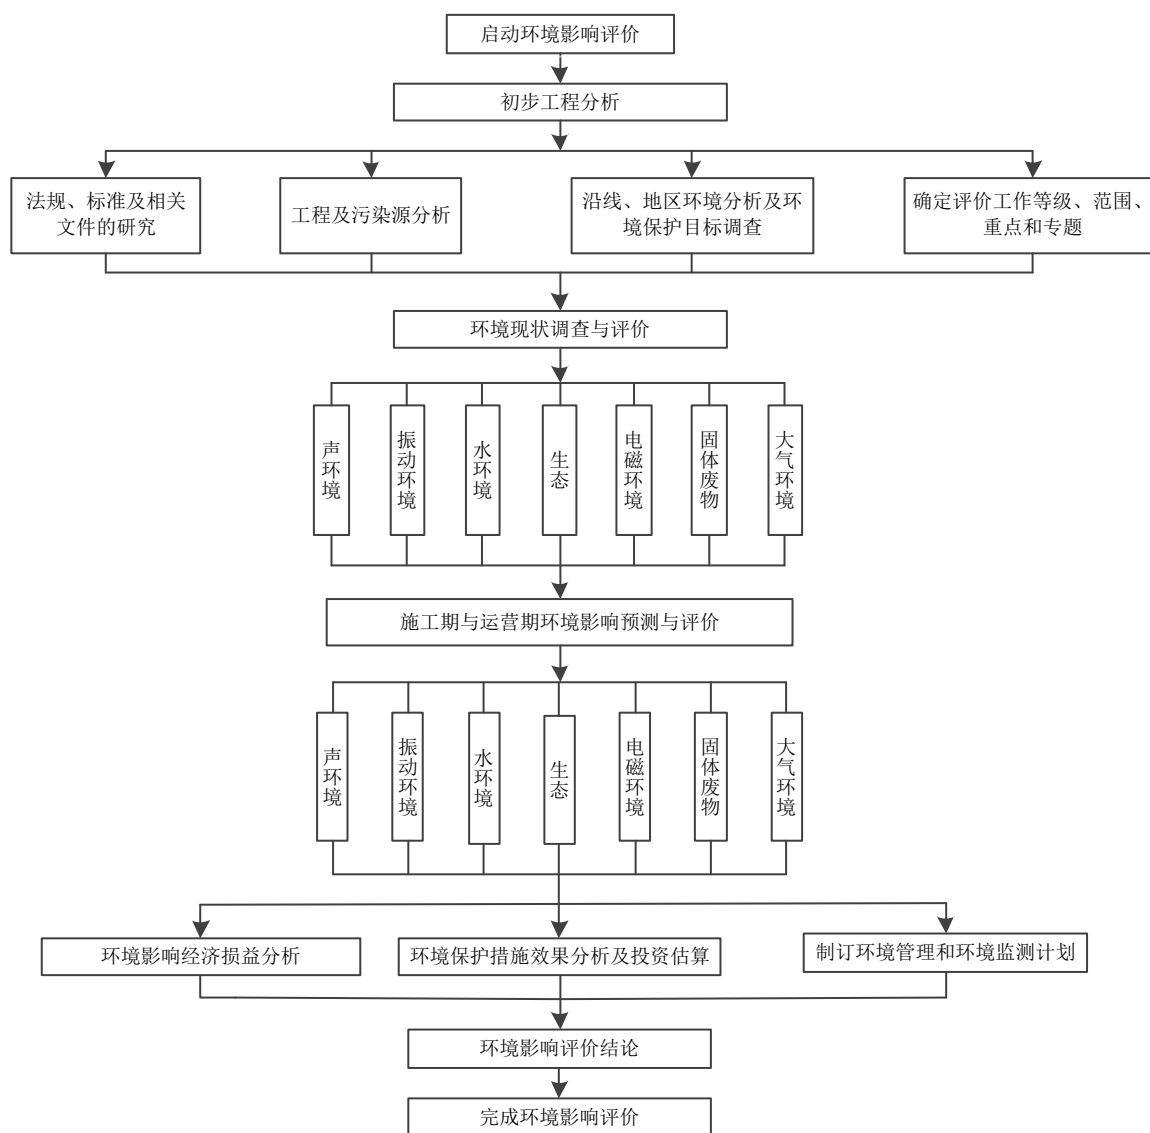 启动环境影响评价
初步工程分析
法规、标准及相关
文件的研究
工程及污染源分析
沿线、地区环境分析及环
境保护目标调查
确定评价工作等级、范围、
重点和专题
环境现状调查与评价
声环境
振动环境
水环境
生态
电磁环境
固体废物
大气环境
施工期与运营期环境影响预测与评价
声环境
振动环境
水环境
生态
电磁环境
固体废物
大气环境
环境影响经济损益分析
环境保护措施效果分析及投资估算
制订环境管理和环境监测计划
环境影响评价结论
完成环境影响评价